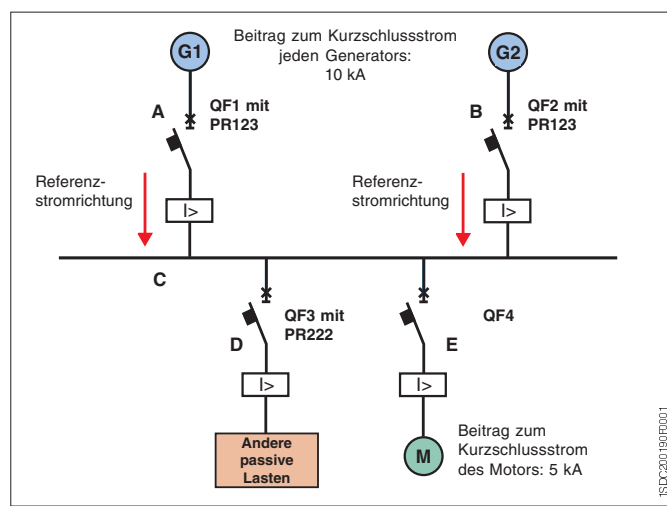 G1
Beitrag zum Kurzschlussstrom
jeden Generators:
10 kA
G2
A
QF1 mit
PR123
B
QF2 mit
PR123
Referenz-
stromrichtung
I>
Referenz-
stromrichtung
I>
C
QF3 mit
PR222
D
QF4
E
I>
I>
Andere
passive
Lasten
M
Beitrag zum
Kurzschlussstrom
des Motors: 5 kA
1SDC200190F0001